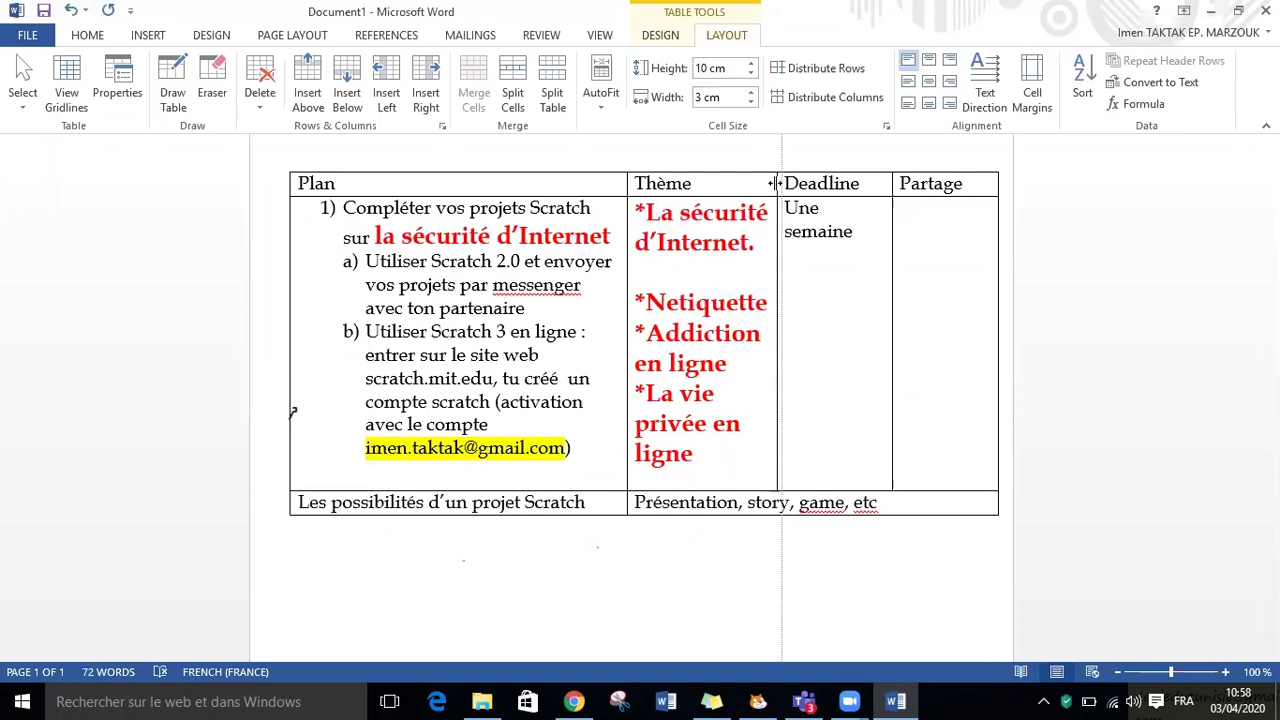 Document1 - Microsoft Word
TABLE TOOLS
?
FILE
HOME
INSERT
DESIGN
PAGE LAYOUT
REFERENCES
MAILINGS
REVIEW
VIEW
DESIGN
LAYOUT
Imen TAKTAK EP. MARZOUK
Select
View
Gridlines
Properties
Draw
Table
Eraser
Delete
Insert
Above
Insert
Below
Insert
Left
Insert
Right
Merge
Cells
Split
Cells
Split
Table
AutoFit
Height: 10 cm
Width: 3 cm
Distribute Rows
Distribute Columns
Text
Direction
Cell
Margins
Sort
Repeat Header Rows
Convert to Text
Formula
Table
Draw
Rows & Columns
Merge
Cell Size
Alignment
Data
Plan
Thème
Deadline
Partage
1) Compléter vos projets Scratch
sur la sécurité d’Internet
a) Utiliser Scratch 2.0 et envoyer
vos projets par messenger
avec ton partenaire
b) Utiliser Scratch 3 en ligne :
entrer sur le site web
scratch.mit.edu, tu créé un
compte scratch (activation
avec le compte
imen.taktak@gmail.com)
*La sécurité
d’Internet.
*Netiquette
*Addiction
en ligne
*La vie
privée en
ligne
Une
semaine
Les possibilités d’un projet Scratch
Présentation, story, game, etc
PAGE 1 OF 1
72 WORDS
FRENCH (FRANCE)
100 %
Rechercher sur le web et dans Windows
FRA
10:58
03/04/2020